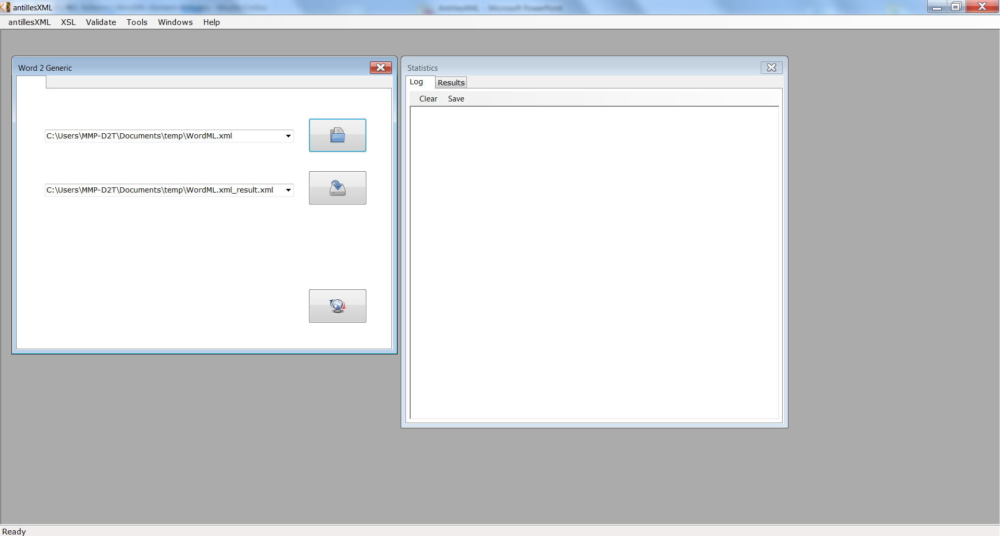 antillesXML
antillesXML XSL Validate Tools Windows Help
Word 2 Generic
C:\Users\MMP-D2T\Documents\temp\WordML.xml
C:\Users\MMP-D2T\Documents\temp\WordML.xml_result.xml
Statistics
Log Results
Clear Save
Ready